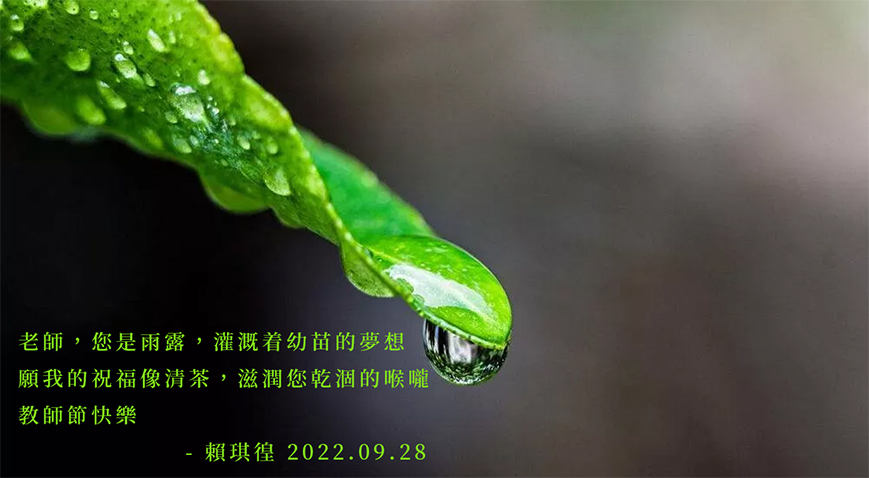 老師，您是雨露，灌溉着幼苗的夢想
願我的祝福像清茶，滋潤您乾涸的喉嚨
教師節快樂
- 賴琪徨 2022.09.28